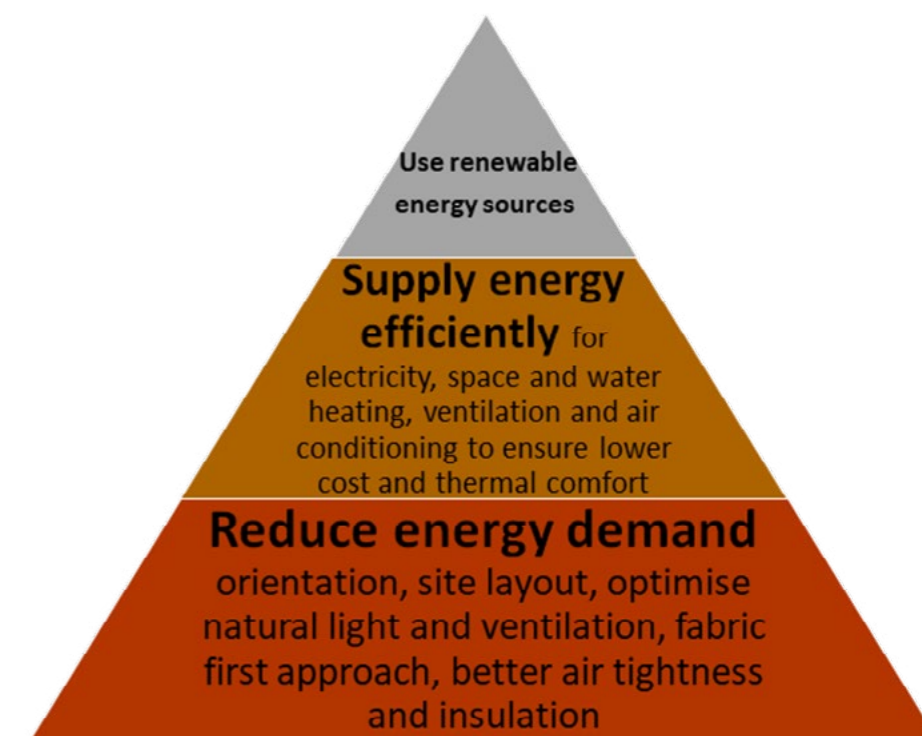 Use renewable
energy sources
Supply energy
efficiently for
electricity, space and water
heating, ventilation and air
conditioning to ensure lower
cost and thermal comfort
Reduce energy demand
orientation, site layout, optimise
natural light and ventilation, fabric
first approach, better air tightness
and insulation